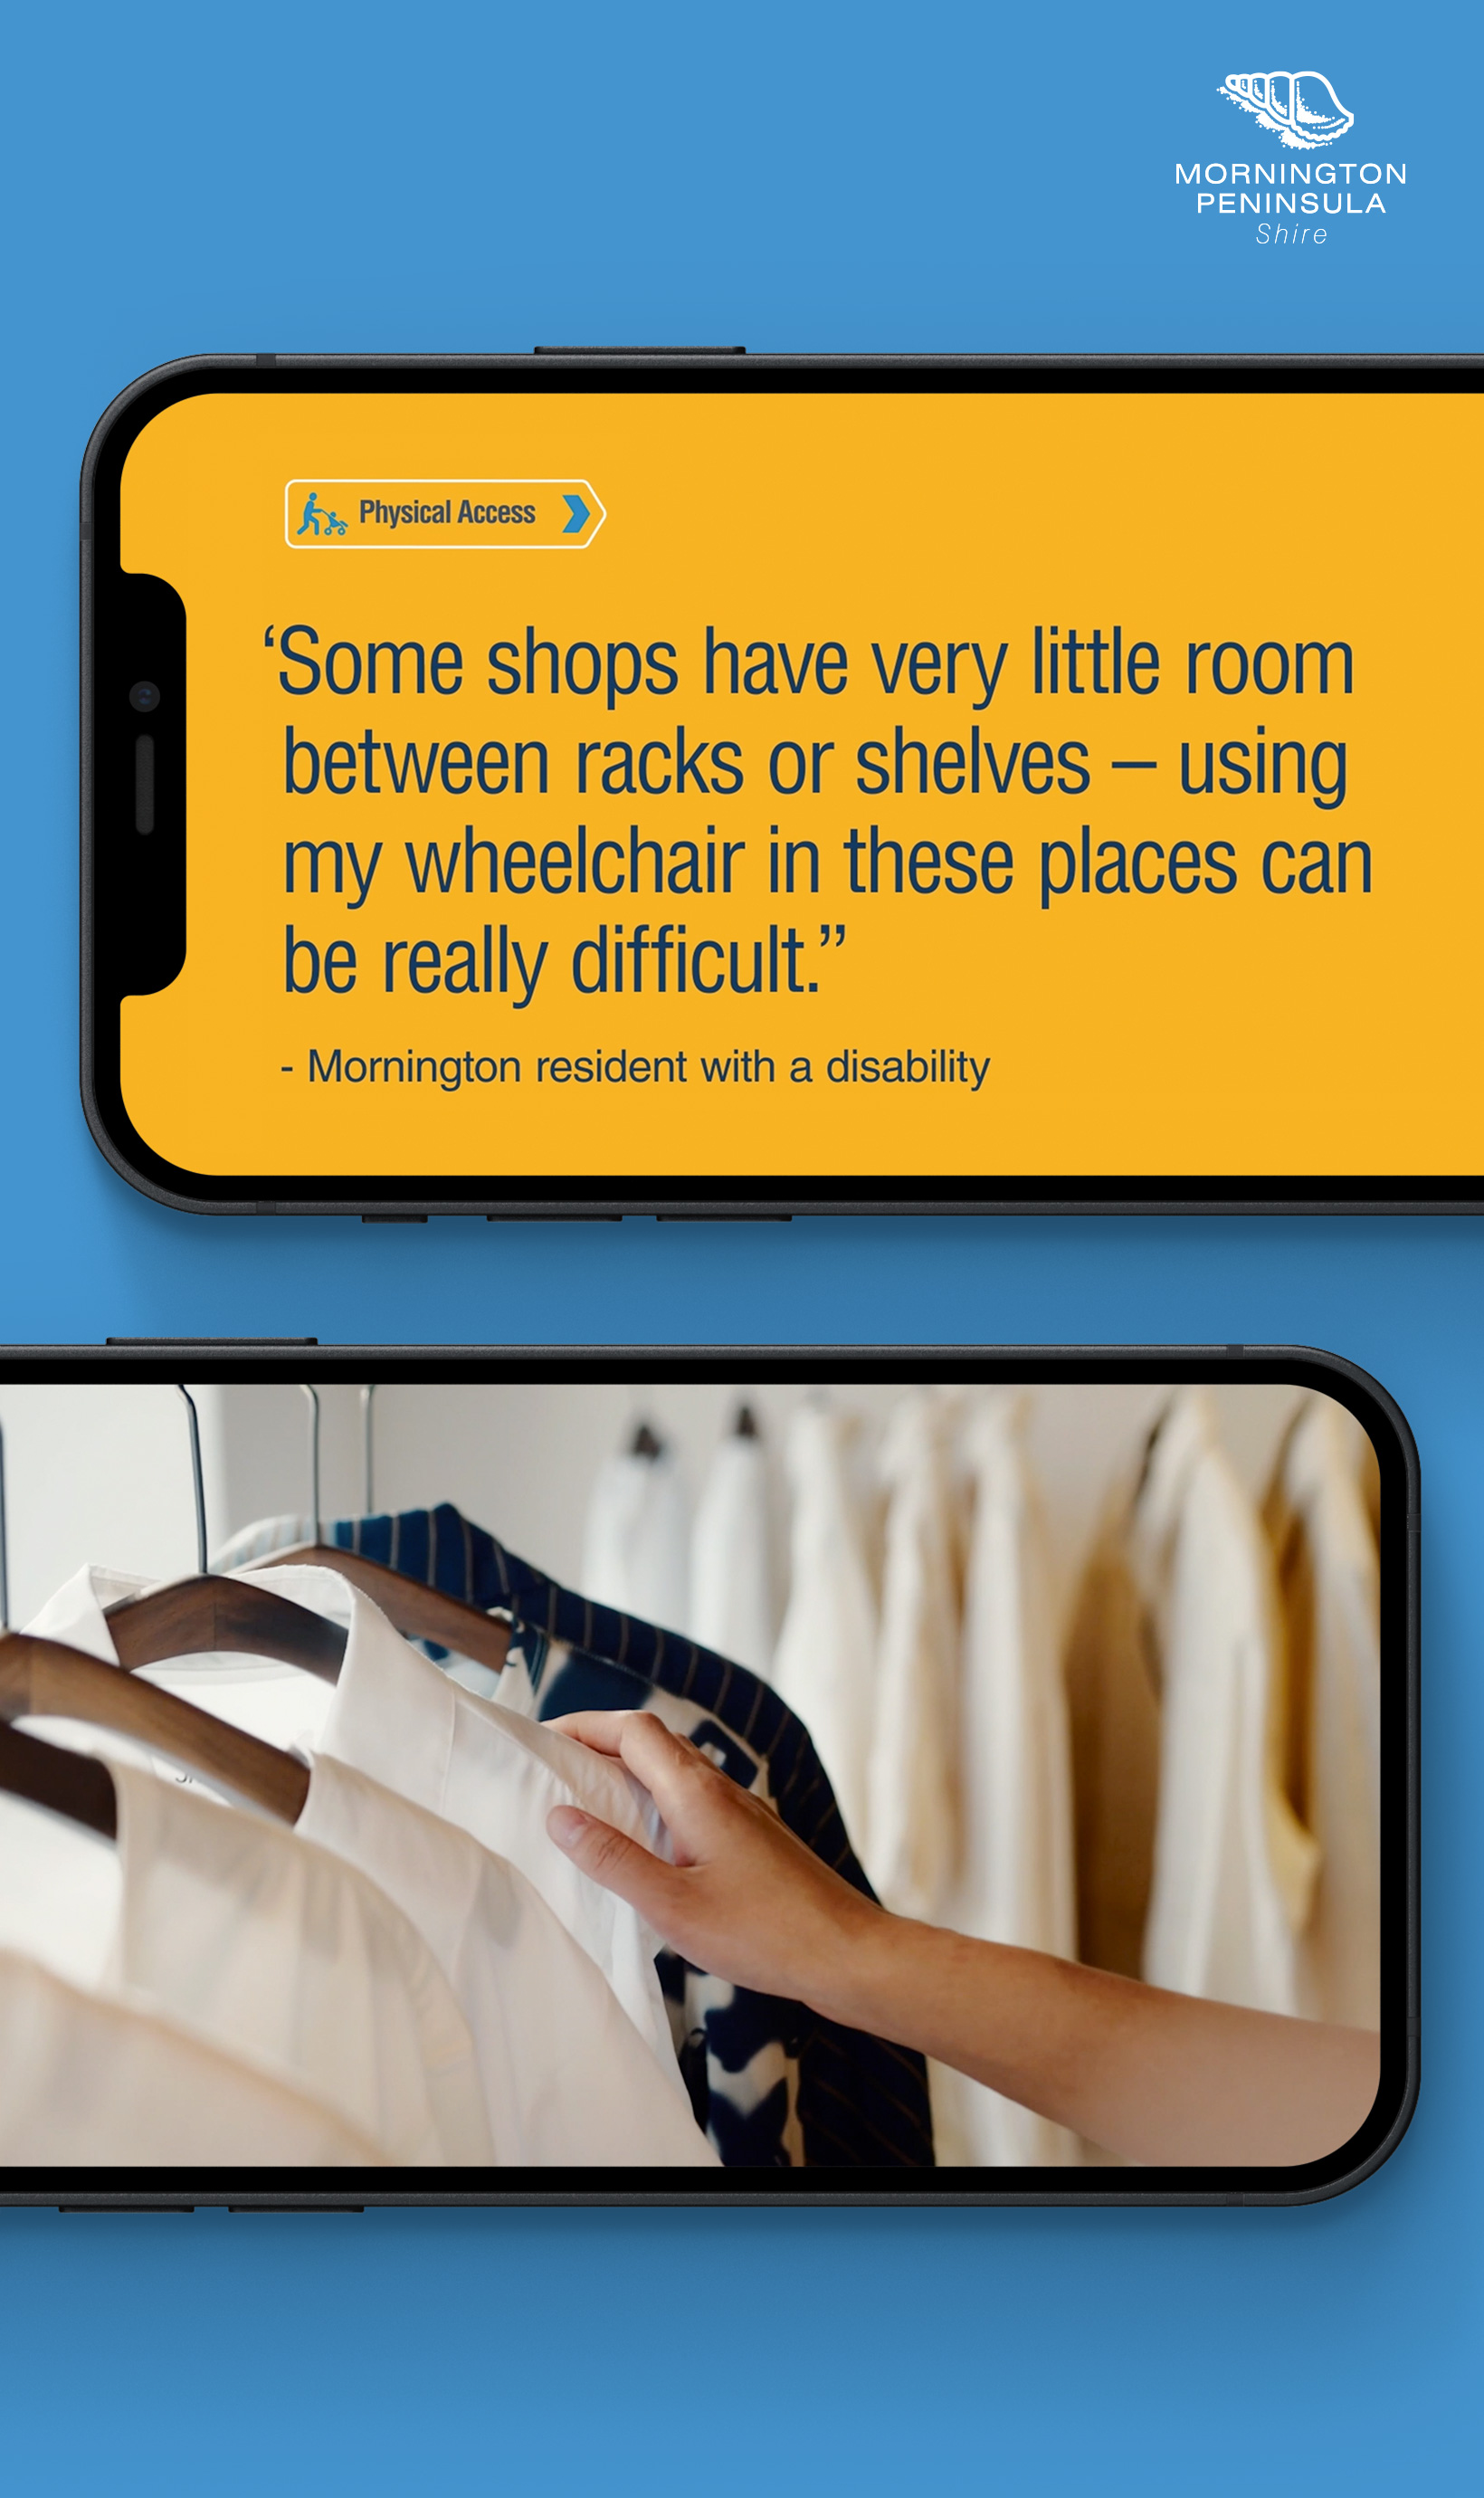 MORNINGTON
PENINSULA
Shire
Physical Access
‘Some shops have very little room
between racks or shelves – using
my wheelchair in these places can
be really difficult.”
- Mornington resident with a disability